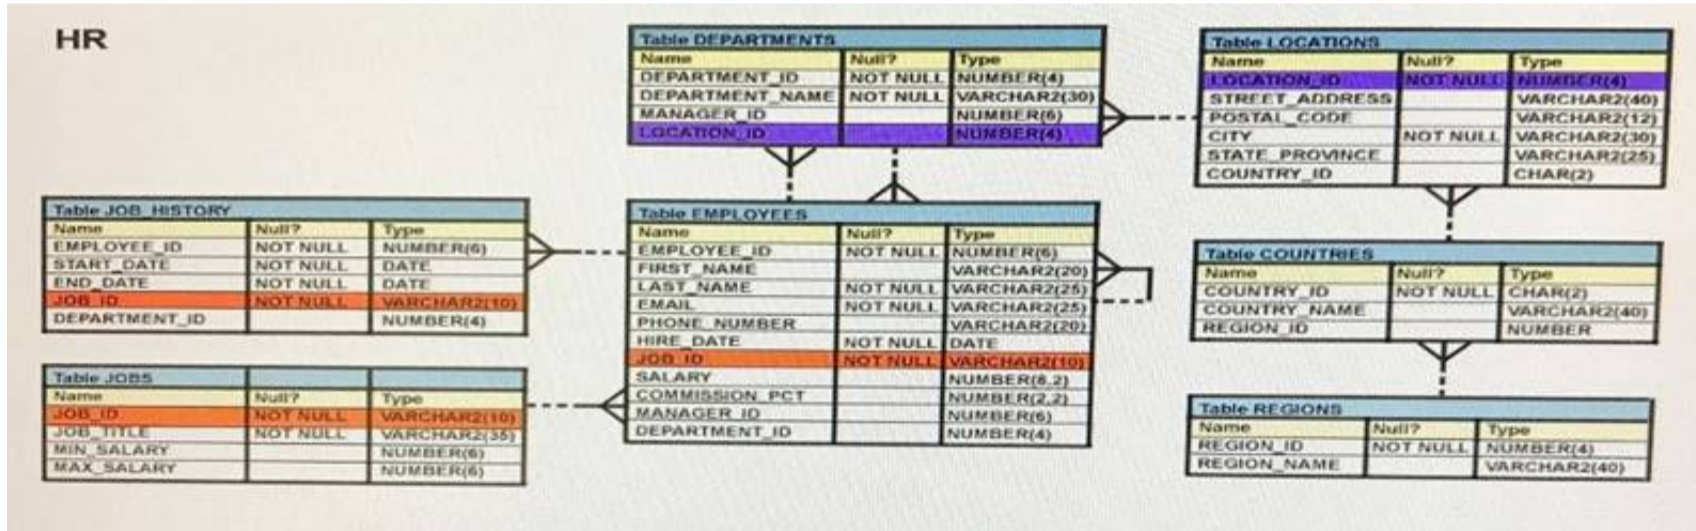 HR
Table DEPARTMENTS
Name Null? Type
DEPARTMENT_ID NOT NULL NUMBER(4)
DEPARTMENT_NAME NOT NULL VARCHAR2(30)
MANAGER_ID NUMBER(6)
LOCATION_ID NUMBER(4)
Table LOCATIONS
Name Null? Type
LOCATION_ID NOT NULL NUMBER(4)
STREET_ADDRESS VARCHAR2(40)
POSTAL_CODE VARCHAR2(12)
CITY NOT NULL VARCHAR2(30)
STATE_PROVINCE VARCHAR2(25)
COUNTRY_ID CHAR(2)
Table JOB_HISTORY
Name Null? Type
EMPLOYEE_ID NOT NULL NUMBER(6)
START_DATE NOT NULL DATE
END_DATE NOT NULL DATE
JOB_ID NOT NULL VARCHAR2(10)
DEPARTMENT_ID NUMBER(4)
Table EMPLOYEES
Name Null? Type
EMPLOYEE_ID NOT NULL NUMBER(6)
FIRST_NAME VARCHAR2(20)
LAST_NAME NOT NULL VARCHAR2(25)
EMAIL NOT NULL VARCHAR2(25)
PHONE_NUMBER VARCHAR2(20)
HIRE_DATE NOT NULL DATE
JOB_ID NOT NULL VARCHAR2(10)
SALARY NUMBER(8,2)
COMMISSION_PCT NUMBER(2,2)
MANAGER_ID NUMBER(6)
DEPARTMENT_ID NUMBER(4)
Table COUNTRIES
Name Null? Type
COUNTRY_ID NOT NULL CHAR(2)
COUNTRY_NAME VARCHAR2(40)
REGION_ID NUMBER
Table JOBS
Name Null? Type
JOB_ID NOT NULL VARCHAR2(10)
JOB_TITLE NOT NULL VARCHAR2(35)
MIN_SALARY NUMBER(6)
MAX_SALARY NUMBER(6)
Table REGIONS
Name Null? Type
REGION_ID NOT NULL NUMBER(4)
REGION_NAME VARCHAR2(40)